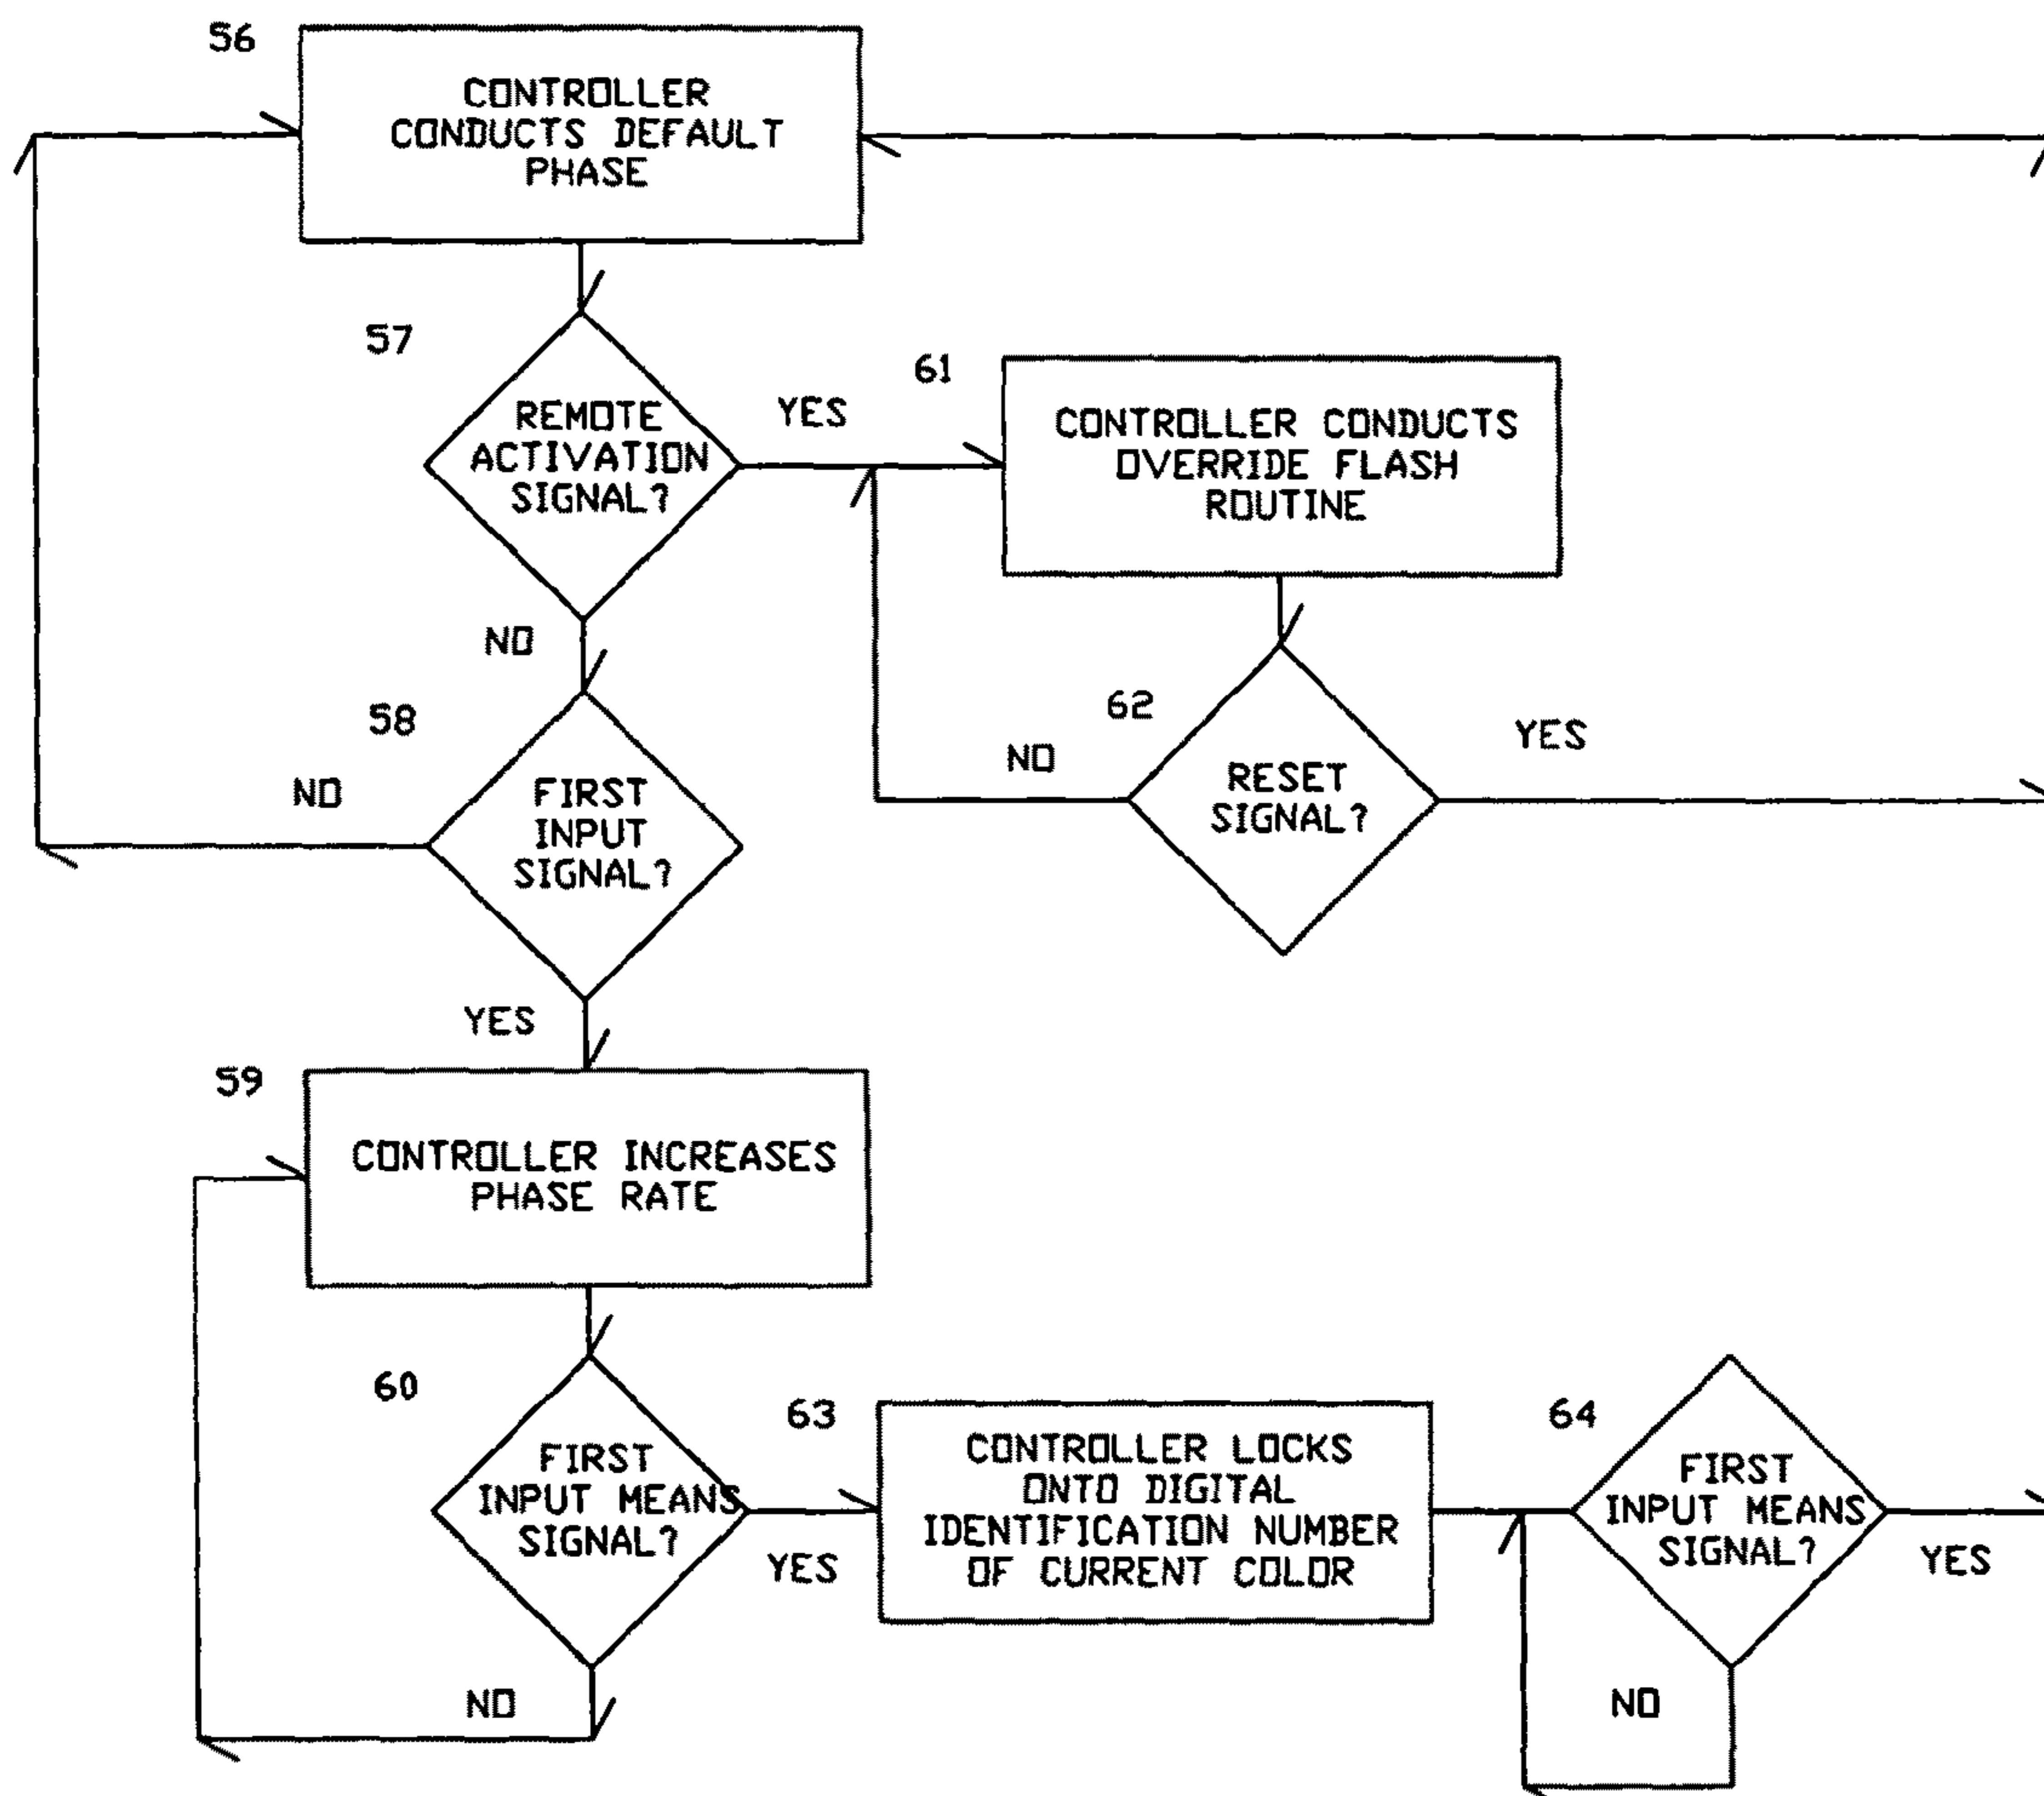 56
CONTROLLER
CONDUCTS DEFAULT
PHASE
57
REMOTE
ACTIVATION
SIGNAL?
YES
61
CONTROLLER CONDUCTS
OVERRIDE FLASH
ROUTINE
NO
58
FIRST
INPUT
SIGNAL?
NO
62
RESET
SIGNAL?
NO
YES
YES
59
CONTROLLER INCREASES
PHASE RATE
60
FIRST
INPUT MEANS
SIGNAL?
YES
NO
63
CONTROLLER LOCKS
ONTO DIGITAL
IDENTIFICATION NUMBER
OF CURRENT COLOR
64
FIRST
INPUT MEANS
SIGNAL?
YES
NO